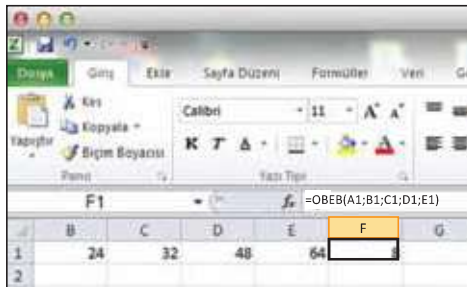 Dosya Giriş Ekle Sayfa Düzeni Formüller Veri G
Kes
Kopyala
Biçim Boyacısı
Yapıştır
Calibri 11 A A
K T A A
Pano Yazı Tipi
F1 fx =OBEB(A1;B1;C1;D1;E1)
B C D E F G
1 24 32 48 64 8
2